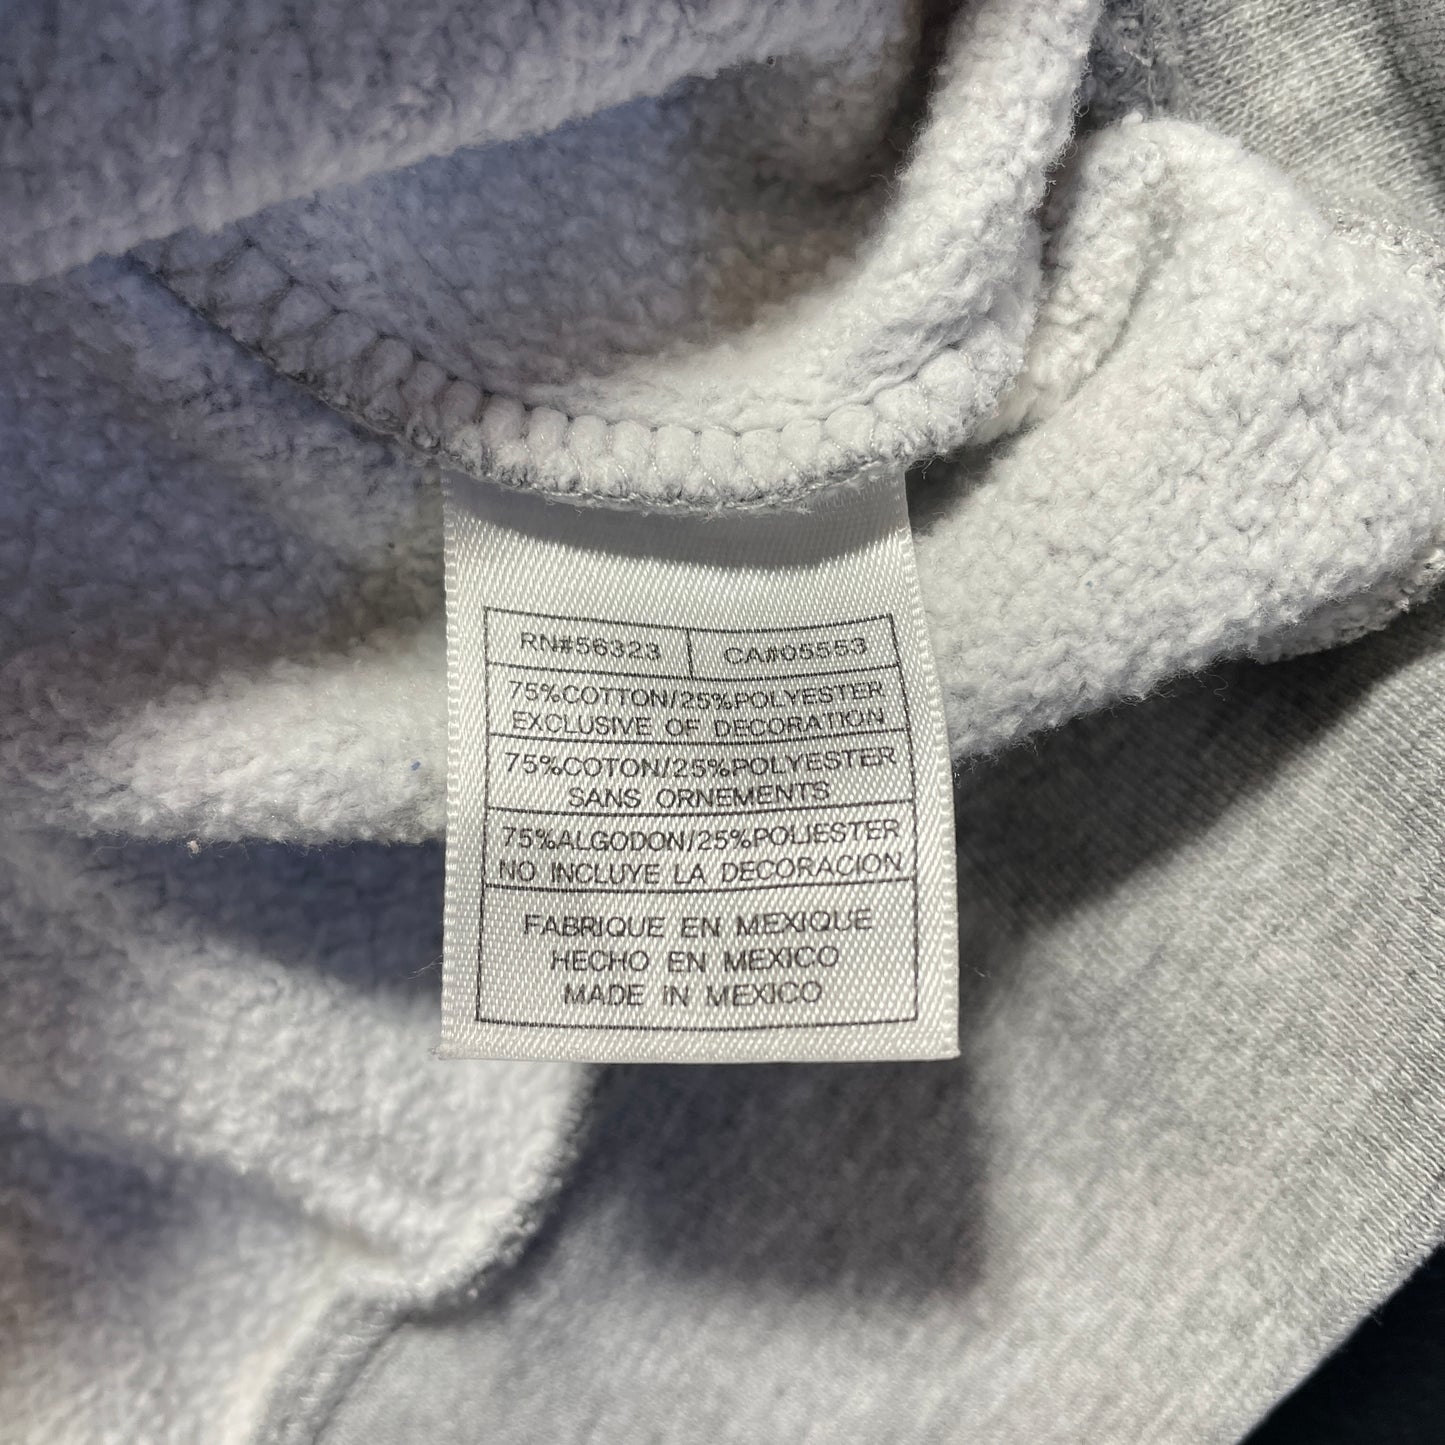 RN#56323 CA#05553
75%COTTON/25%POLYESTER
EXCLUSIVE OF DECORATION
75%COTON/25%POLYESTER
SANS ORNEMENTS
75%ALGODON/25%POLIESTER
NO INCLUYE LA DECORACION
FABRIQUE EN MEXIQUE
HECHO EN MEXICO
MADE IN MEXICO